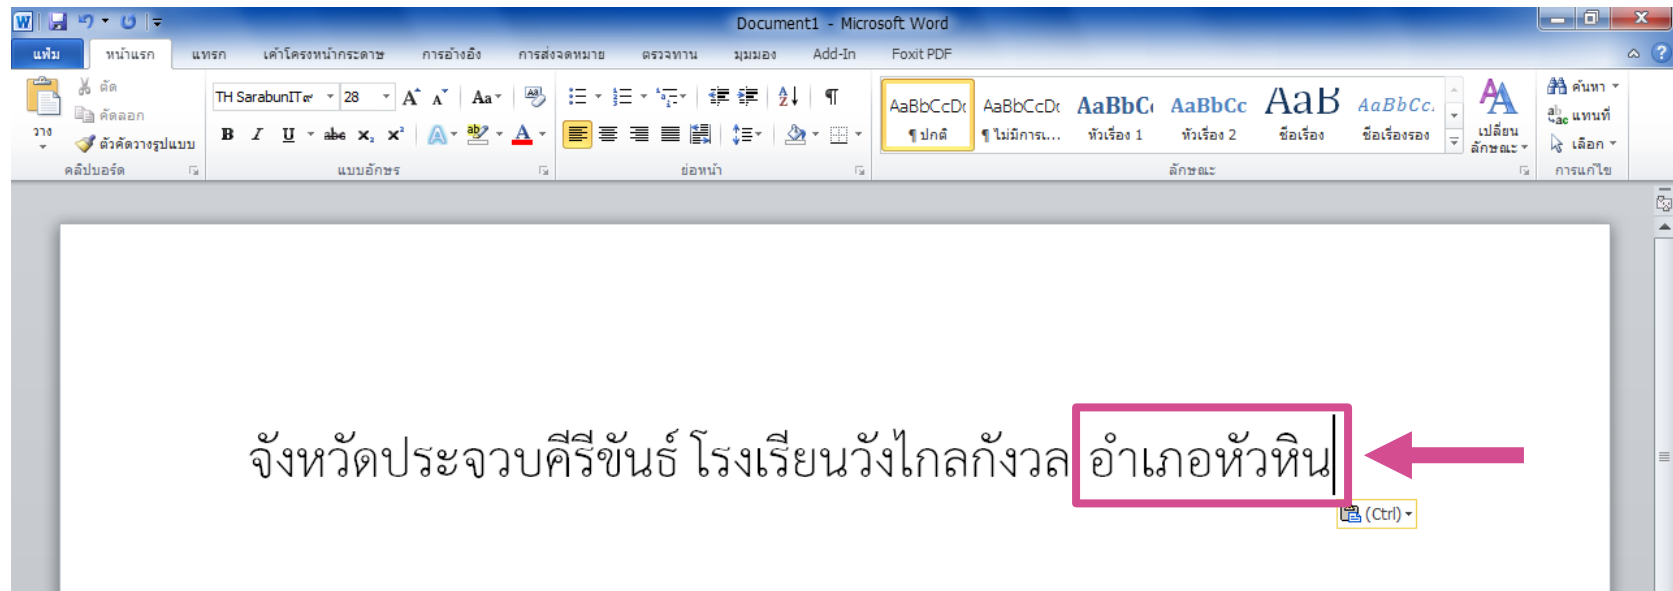 Document1 - Microsoft Word
แฟ้ม หน้าแรก แทรก เค้าโครงหน้ากระดาษ การอ้างอิง การส่งจดหมาย ตรวจทาน มุมมอง Add-In Foxit PDF
วาง
ตัด
คัดลอก
ตัวคัดวางรูปแบบ
คลิปบอร์ด
TH SarabunIT๙ 28
แบบอักษร
ย่อหน้า
AaBbCcDc AaBbCcDc AaBbC AaBbCc AaB AaBbCc.
¶ ปกติ ¶ ไม่มีการเ... หัวเรื่อง 1 หัวเรื่อง 2 ชื่อเรื่อง ชื่อเรื่องรอง
เปลี่ยน
ลักษณะ
ลักษณะ
ค้นหา
แทนที่
เลือก
การแก้ไข
จังหวัดประจวบคีรีขันธ์ โรงเรียนวังไกลกังวล อำเภอหัวหิน
(Ctrl)